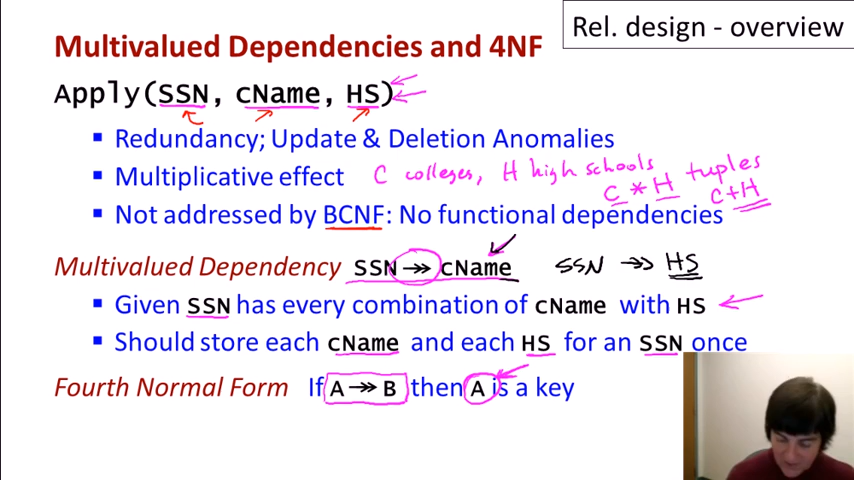 Rel. design - overview
Multivalued Dependencies and 4NF
Apply(SSN, cName, HS)
▪ Redundancy; Update & Deletion Anomalies
▪ Multiplicative effect C colleges, H high schools tuples
C * H C+H
▪ Not addressed by BCNF: No functional dependencies
Multivalued Dependency SSN ↠ cName SSN ↠ HS
▪ Given SSN has every combination of cName with HS
▪ Should store each cName and each HS for an SSN once
Fourth Normal Form If A ↠ B then A is a key